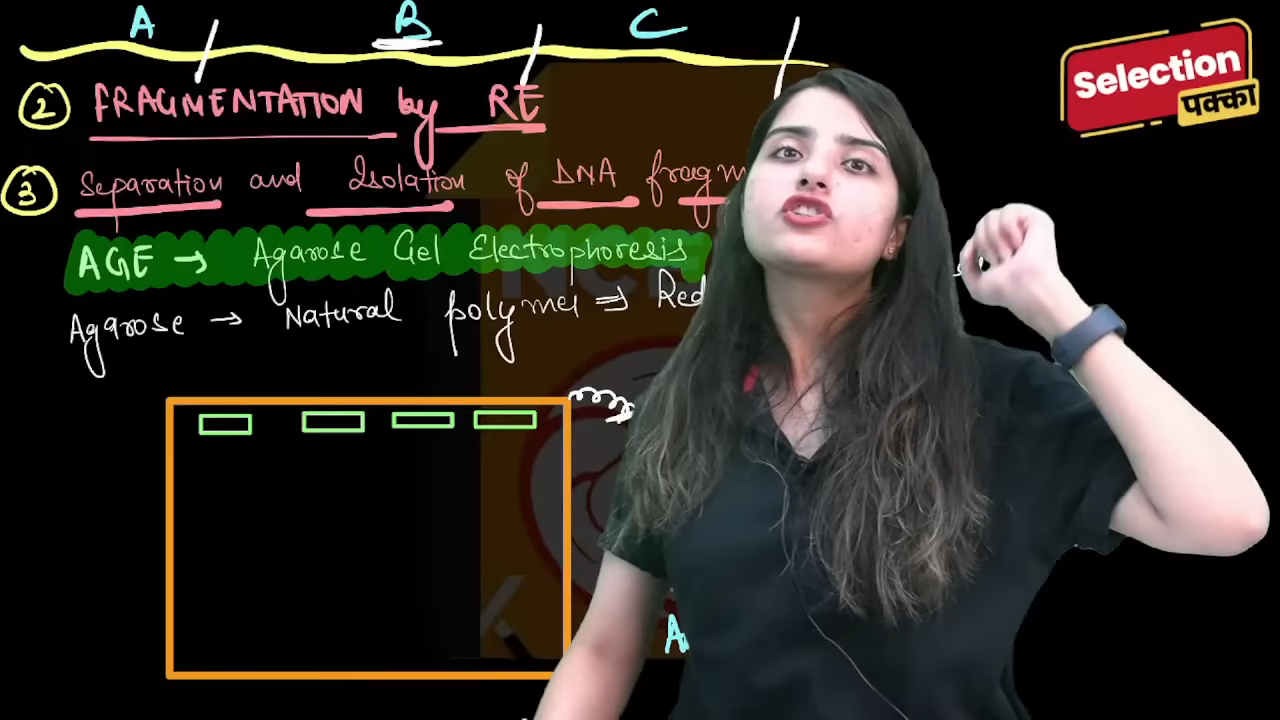 A B C
Selection
पक्का
② FRAGMENTATION by RE
③ Separation and Isolation of DNA fragm
AGE → Agarose Gel Electrophoresis
Agarose → Natural polymer ⇒ Red
A